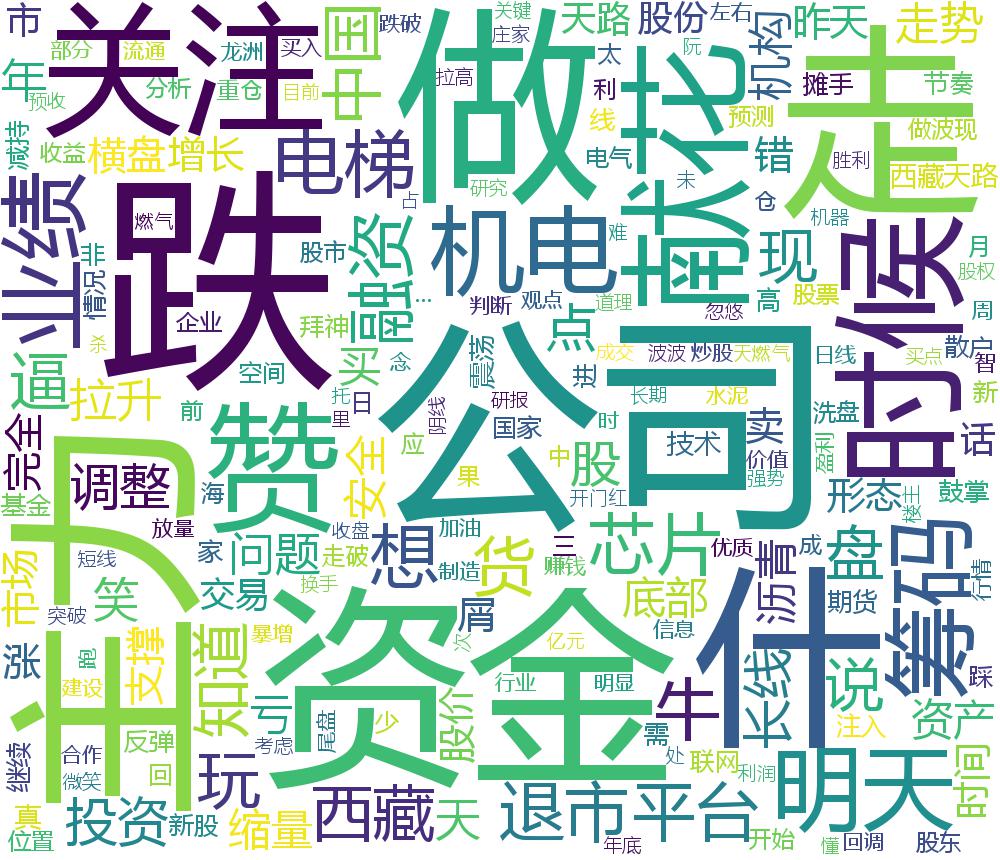 市
部分
流通
龙洲
买入
中国
跌破
关键
庄家
天路
股份
左右
昨天
走势
关注
年
预收
分析
重仓
目前
拉高
做
太
利
阮
献花
机构
摊手
节奏
走
线
预测
做波现
减持
收益
横盘
增长
电梯
研究
电气
错
胜利
西藏天路
业绩
燃气
占
未
仓
机器
跌
融资
机电
难
现
时候
月
股权
非
情况
股市
企业
拜神
…
判断
观点
道理
忽悠
高
股票
周
杀
逼
拉升
空间
买
念
震荡
点
进
成交
波波
炒股
天燃气
日线
买点
散户
智
新
完全
前
托
里
日
阴线
研报
公司
国家
时
长期
水泥
洗盘
盈利
调整
赞
安全
应
果
中
股
技术
卖
价值
强势
话
基金
海
开门红
形态
楼主
鼓掌
方
放量
收盘
加油
三
芯片
优质
成
盘
筹码
行情
市场
短线
家
问题
走破
想
制造
货
赚钱
沥青
期货
笑
交易
换手
屑
底部
突破
主
知道
暴增
资金
次
亿元
信息
什
踩
涨
跑
支撑
建设
亏
尾盘
少
股价
行业
明显
牛
长线
说
资产
反弹
考虑
需
注入
继续
合作
微笑
回
玩
西藏
天
处
联网
利润
明天
时间
真
位置
投资
新股
缩量
退市
平台
年底
开始
懂
回调
股东